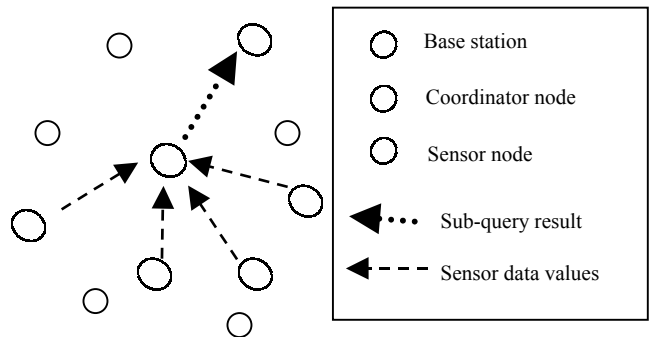 Base station
Coordinator node
Sensor node
Sub-query result
Sensor data values